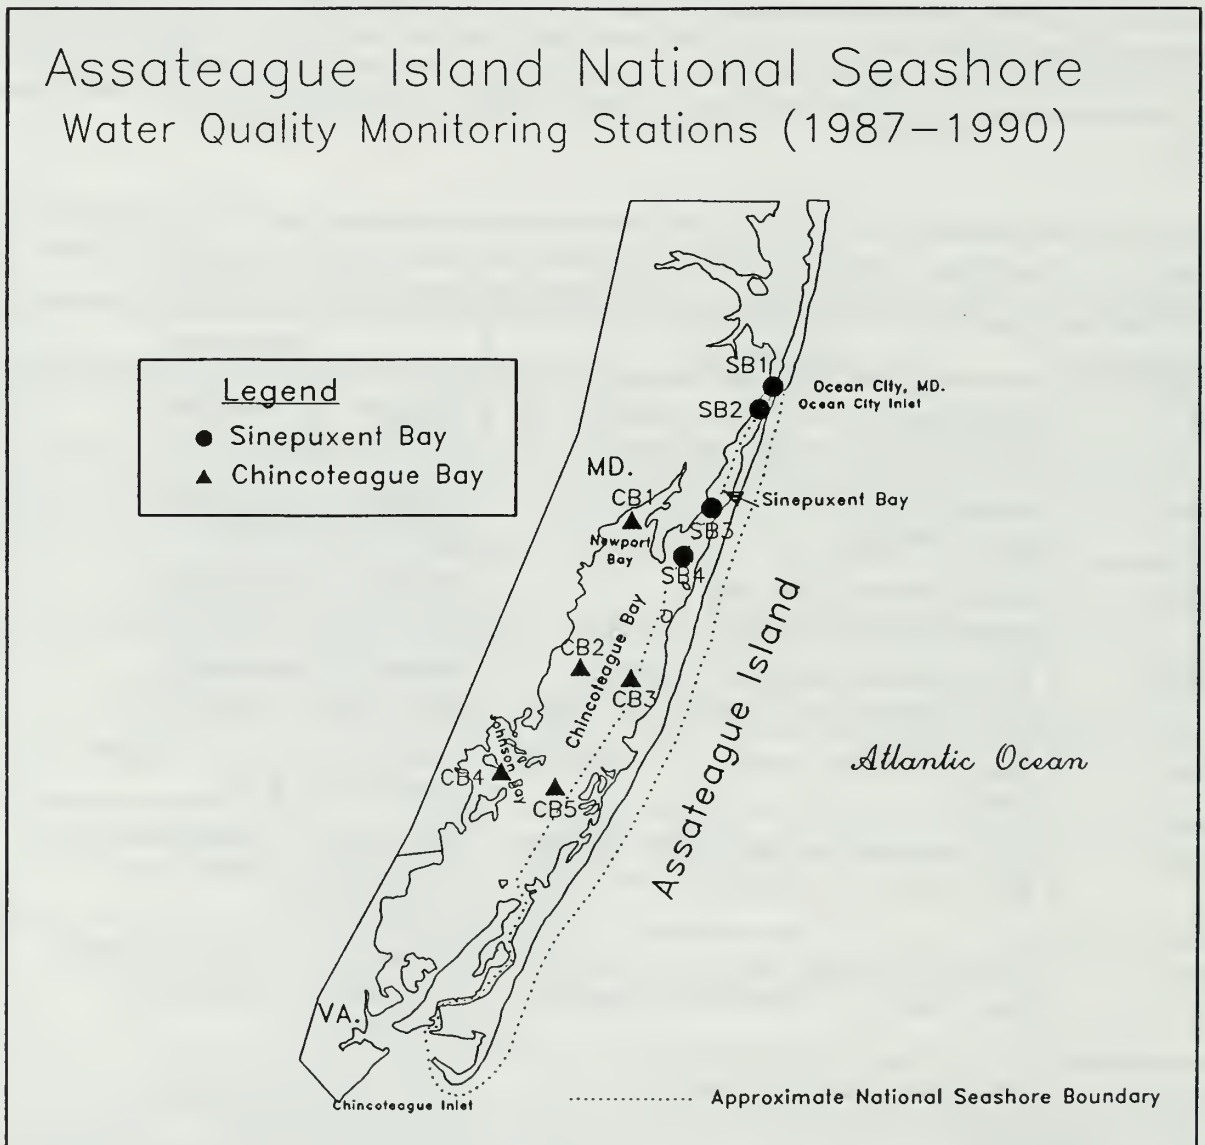 Assateague Island National Seashore
Water Quality Monitoring Stations (1987–1990)
Legend
Sinepuxent Bay
Chincoteague Bay
SB1
Ocean City, MD.
Ocean City Inlet
SB2
MD.
CB1
Sinepuxent Bay
SB3
Newport
Bay
SB4
Chincoteague Bay
CB2
CB3
Assateague Island
Johnson Bay
CB4
CB5
Atlantic Ocean
VA.
Chincoteague Inlet
Approximate National Seashore Boundary